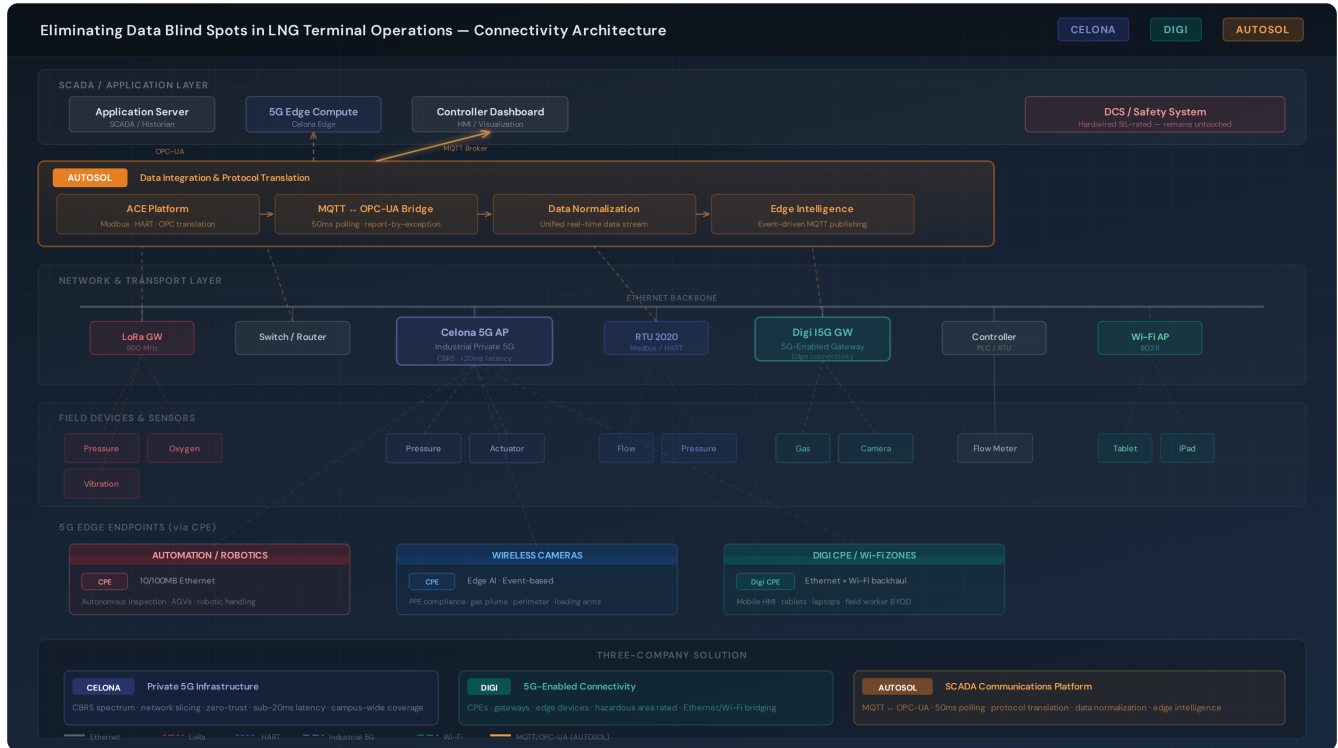 Eliminating Data Blind Spots in LNG Terminal Operations — Connectivity Architecture
CELONA
DIGI
AUTOSOL
SCADA / APPLICATION LAYER
Application Server
SCADA / Historian
5G Edge Compute
Celona Edge
Controller Dashboard
HMI / Visualization
DCS / Safety System
Hardwired SIL-rated — remains untouched
OPC-UA
MQTT Broker
AUTOSOL
Data Integration & Protocol Translation
ACE Platform
Modbus · HART · OPC translation
MQTT ↔ OPC-UA Bridge
50ms polling · report-by-exception
Data Normalization
Unified real-time data stream
Edge Intelligence
Event-driven MQTT publishing
NETWORK & TRANSPORT LAYER
ETHERNET BACKBONE
LoRa GW
900 MHz
Switch / Router
Celona 5G AP
Industrial Private 5G
CBRS · <20ms latency
RTU 2020
Modbus / HART
Digi I5G GW
5G-Enabled Gateway
Edge connectivity
Controller
PLC / RTU
Wi-Fi AP
802.11
FIELD DEVICES & SENSORS
Pressure
Oxygen
Vibration
Pressure
Actuator
Flow
Pressure
Gas
Camera
Flow Meter
Tablet
iPad
5G EDGE ENDPOINTS (via CPE)
AUTOMATION / ROBOTICS
CPE
10/100MB Ethernet
Autonomous inspection · AGVs · robotic handling
WIRELESS CAMERAS
CPE
Edge AI · Event-based
PPE compliance · gas plume · perimeter · loading arms
DIGI CPE / Wi-Fi ZONES
Digi CPE
Ethernet + Wi-Fi backhaul
Mobile HMI · tablets · laptops · field worker BYOD
THREE-COMPANY SOLUTION
CELONA
Private 5G Infrastructure
CBRS spectrum · network slicing · zero-trust · sub-20ms latency · campus-wide coverage
DIGI
5G-Enabled Connectivity
CPEs · gateways · edge devices · hazardous area rated · Ethernet/Wi-Fi bridging
AUTOSOL
SCADA Communications Platform
MQTT ↔ OPC-UA · 50ms polling · protocol translation · data normalization · edge intelligence
Ethernet
LoRa
HART
Industrial 5G
Wi-Fi
MQTT/OPC-UA (AUTOSOL)